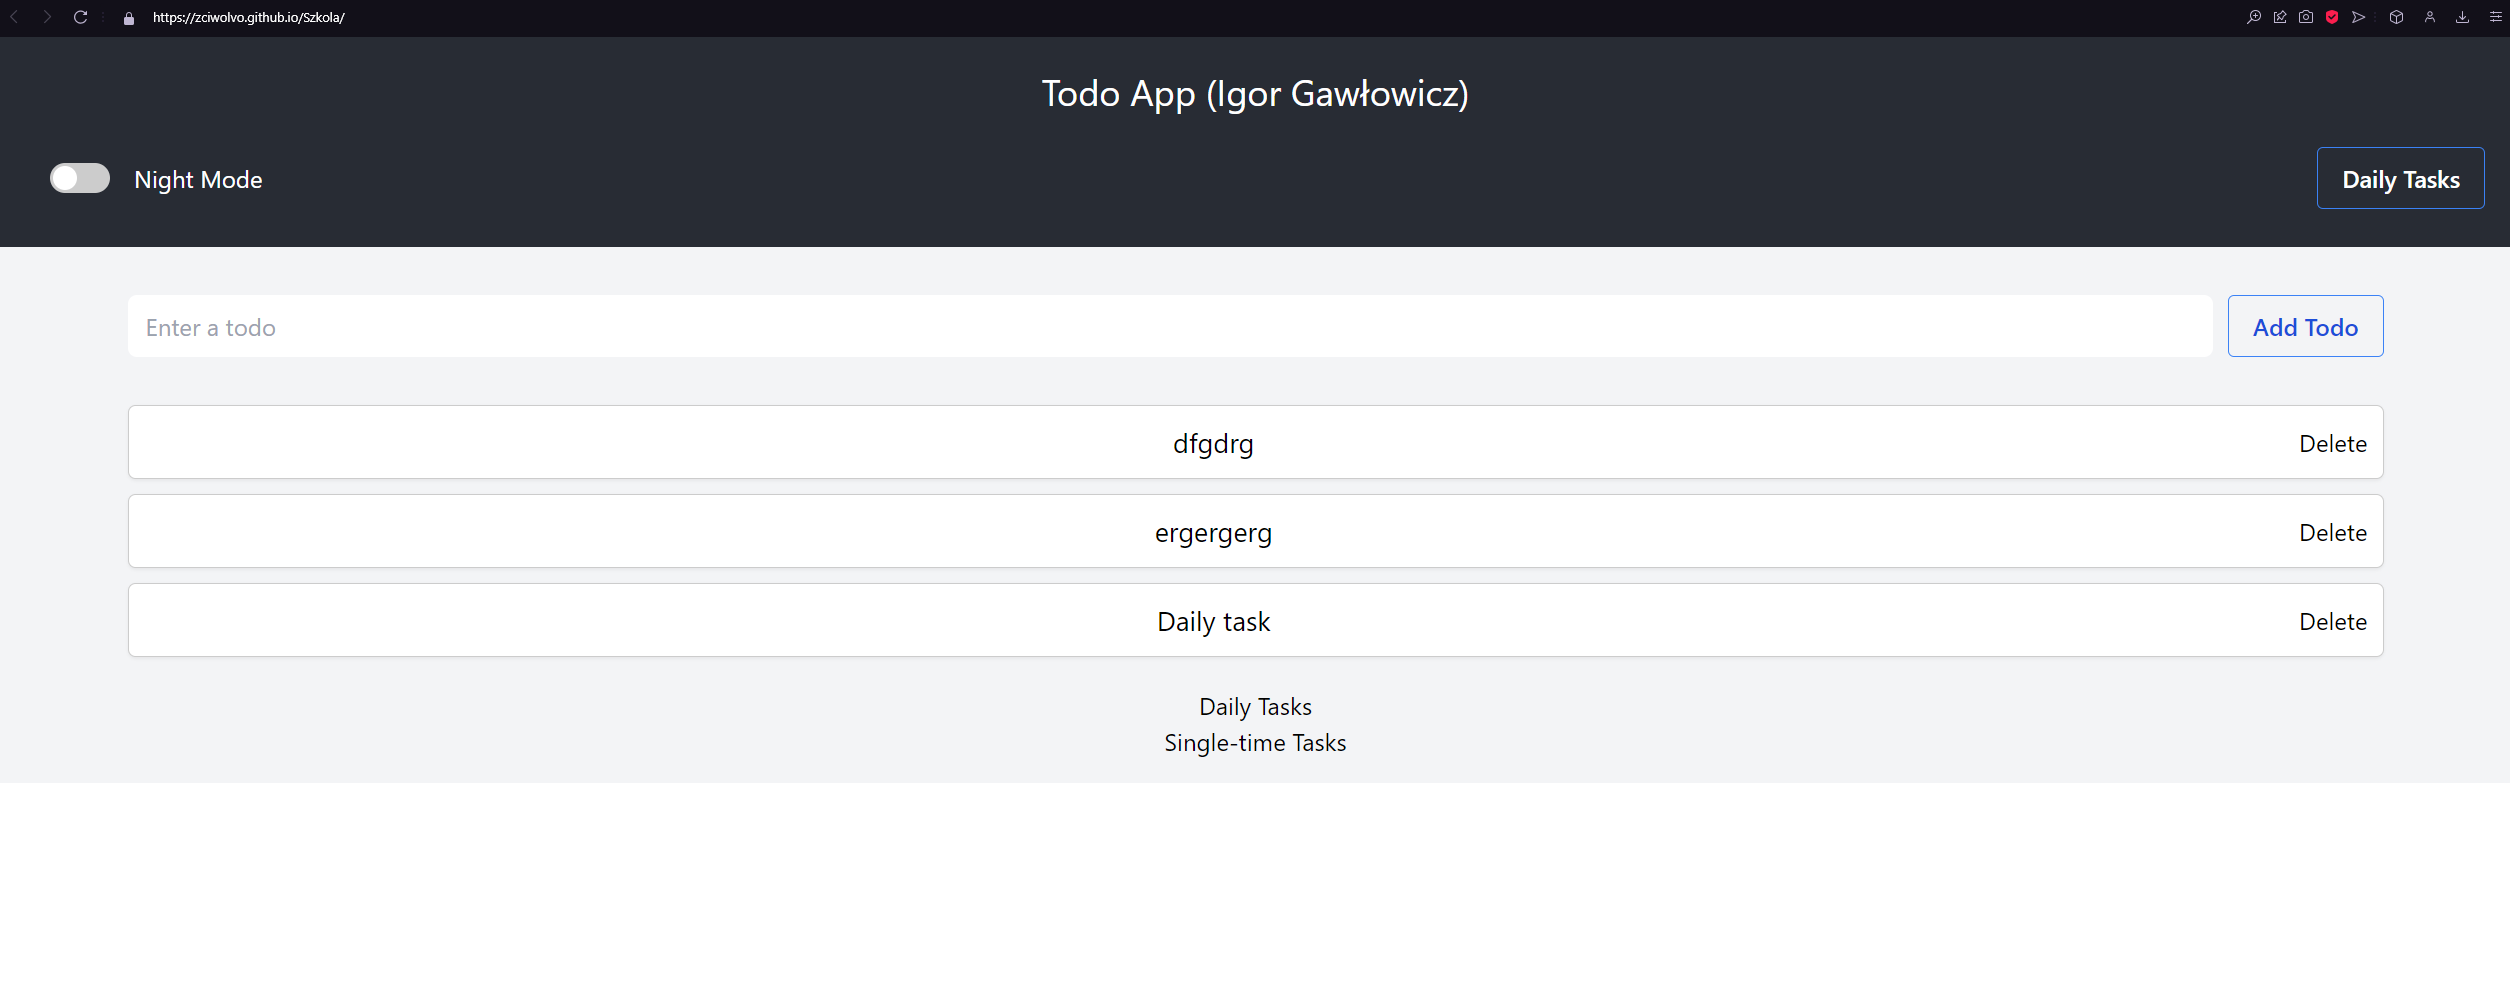 https://zciwolvo.github.io/Szkola/
Todo App (Igor Gawłowicz)
Night Mode
Daily Tasks
Enter a todo
Add Todo
dfgdrg
Delete
ergergerg
Delete
Daily task
Delete
Daily Tasks
Single-time Tasks